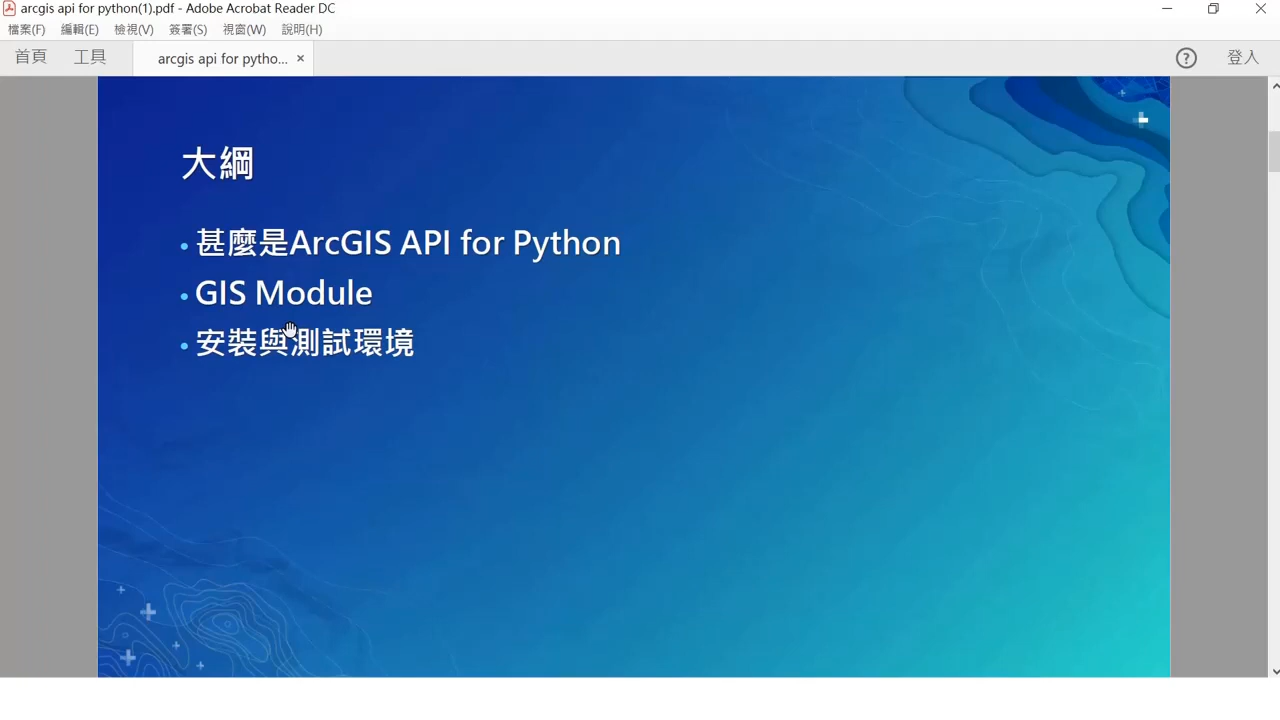 arcgis api for python(1).pdf - Adobe Acrobat Reader DC
檔案(F) 編輯(E) 檢視(V) 簽署(S) 視窗(W) 說明(H)
首頁 工具 arcgis api for pytho... × ? 登入
大綱
• 甚麼是ArcGIS API for Python
• GIS Module
• 安裝與測試環境